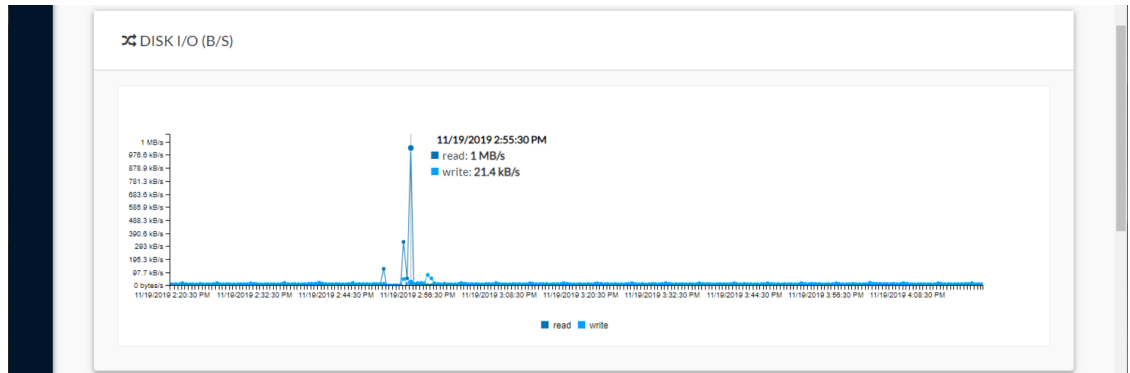 DISK I/O (B/S)
11/19/2019 2:55:30 PM
read: 1 MB/s
write: 21.4 kB/s
1 MB/s
976.6 kB/s
878.9 kB/s
781.3 kB/s
683.6 kB/s
585.9 kB/s
488.3 kB/s
390.6 kB/s
293 kB/s
195.3 kB/s
97.7 kB/s
0 bytes/s
11/19/2019 2:20:30 PM 11/19/2019 2:32:30 PM 11/19/2019 2:44:30 PM 11/19/2019 2:56:30 PM 11/19/2019 3:08:30 PM 11/19/2019 3:20:30 PM 11/19/2019 3:32:30 PM 11/19/2019 3:44:30 PM 11/19/2019 3:56:30 PM 11/19/2019 4:08:30 PM
read write